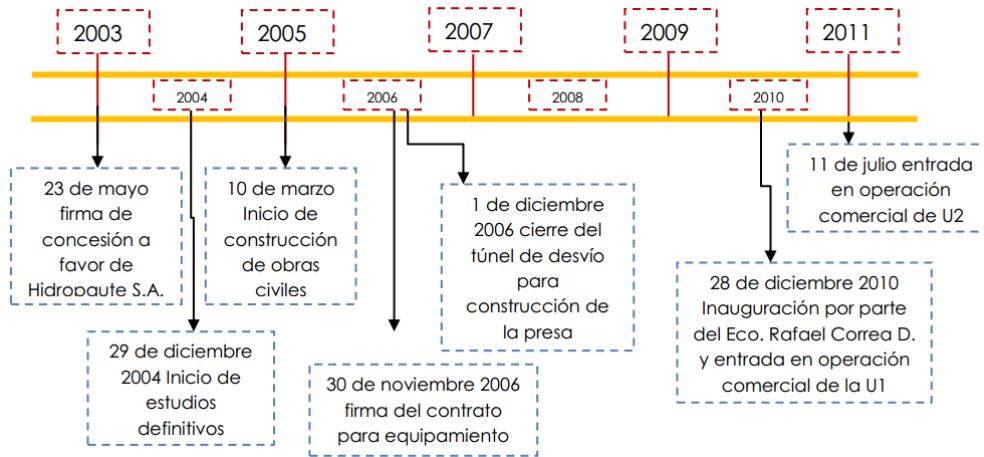 2003
2005
2007
2009
2011
2004
2006
2008
2010
23 de mayo
firma de
concesión a
favor de
Hidropaute S.A.
29 de diciembre
2004 Inicio de
estudios
definitivos
10 de marzo
Inicio de
construcción
de obras
civiles
30 de noviembre 2006
firma del contrato
para equipamiento
1 de diciembre
2006 cierre del
túnel de desvío
para
construcción de
la presa
28 de diciembre 2010
Inauguración por parte
del Eco. Rafael Correa D.
y entrada en operación
comercial de la U1
11 de julio entrada
en operación
comercial de U2